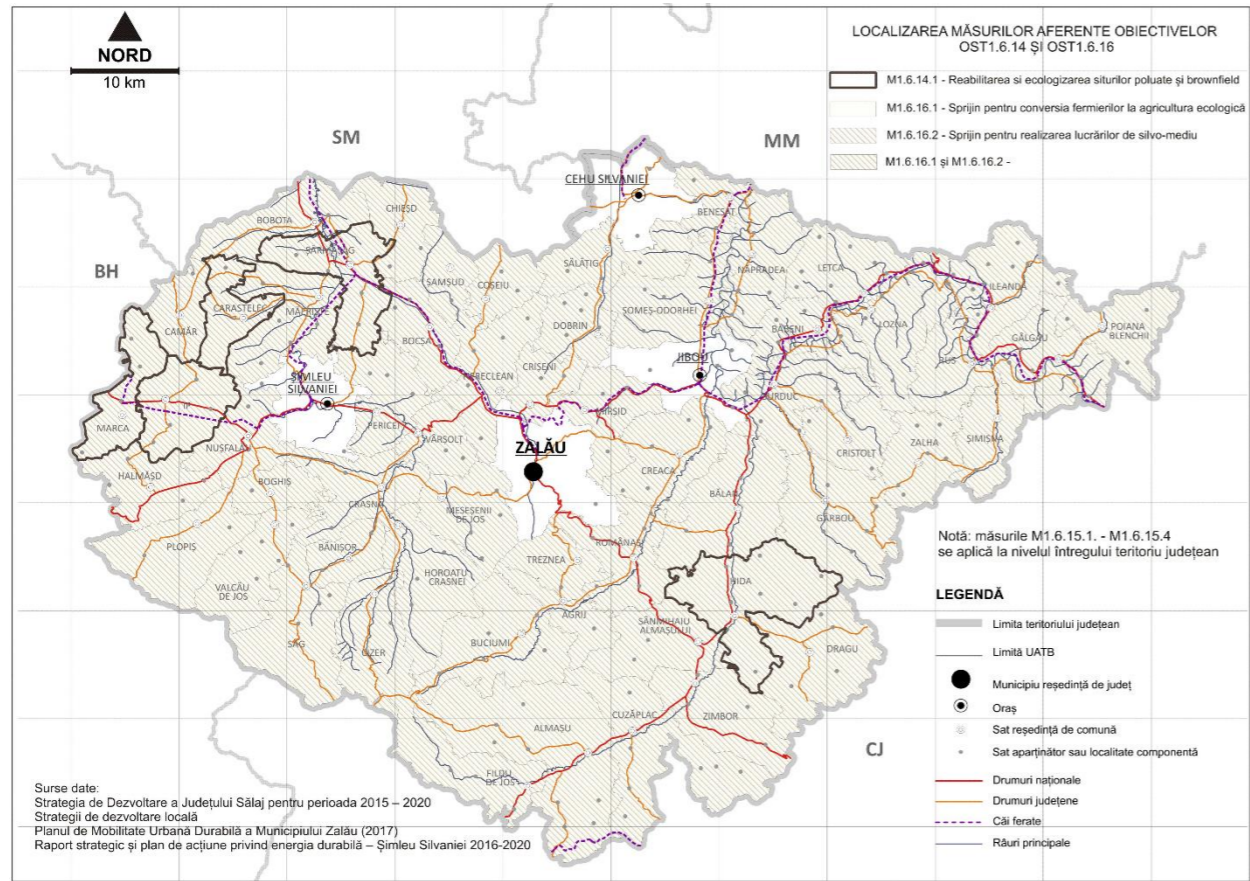 NORD
10 km
LOCALIZAREA MĂSURILOR AFERENTE OBIECTIVELOR
OST1.6.14 ȘI OST1.6.16
M1.6.14.1 - Reabilitarea si ecologizarea siturilor poluate și brownfield
M1.6.16.1 - Sprijin pentru conversia fermierilor la agricultura ecologică
M1.6.16.2 - Sprijin pentru realizarea lucrărilor de silvo-mediu
M1.6.16.1 și M1.6.16.2 -
SM
MM
BH
CJ
CEHU SILVANIEI
BOBOTA
CHIEȘD
BENESAT
SĂLĂȚIG
NĂPRADEA
LETCA
SAMȘUD
COȘEIU
ILEANDA
CARASTELEC
CAMĂR
SOMEȘ-ODORHEI
DOBRIN
BĂBENI
LOZNA
POIANA
BLENCHII
GÂLGĂU
BOCȘA
CRIȘENI
RUS
JIBOU
ȘIMLEU
SILVANIEI
MIRȘID
MARCA
PERICEI
VÂRȘOLT
ZALĂU
NUȘFALĂU
ZALHA
CRISTOLT
HALMĂȘD
BOGHIȘ
CREACA
BĂLAN
CRASNA
MESEȘENII
DE JOS
GÂRBOU
PLOPIȘ
BĂNIȘOR
TREZNEA
ROMÂNAȘI
HOROATU
CRASNEI
VALCĂU
DE JOS
HIDA
AGRIJ
SÂNMIHAIU
ALMAȘULUI
SÂG
CIZER
BUCIUMI
DRAGU
CUZĂPLAC
ZIMBOR
ALMAȘU
FILDU
DE JOS
Notă: măsurile M1.6.15.1. - M1.6.15.4
se aplică la nivelul întregului teritoriu județean
LEGENDĂ
Limita teritoriului județean
Limită UATB
Municipiu reședință de județ
Oraș
Sat reședință de comună
Sat aparținător sau localitate componentă
Drumuri naționale
Drumuri județene
Căi ferate
Râuri principale
Surse date:
Strategia de Dezvoltare a Județului Sălaj pentru perioada 2015 – 2020
Strategii de dezvoltare locală
Planul de Mobilitate Urbană Durabilă a Municipiului Zalău (2017)
Raport strategic și plan de acțiune privind energia durabilă – Șimleu Silvaniei 2016-2020